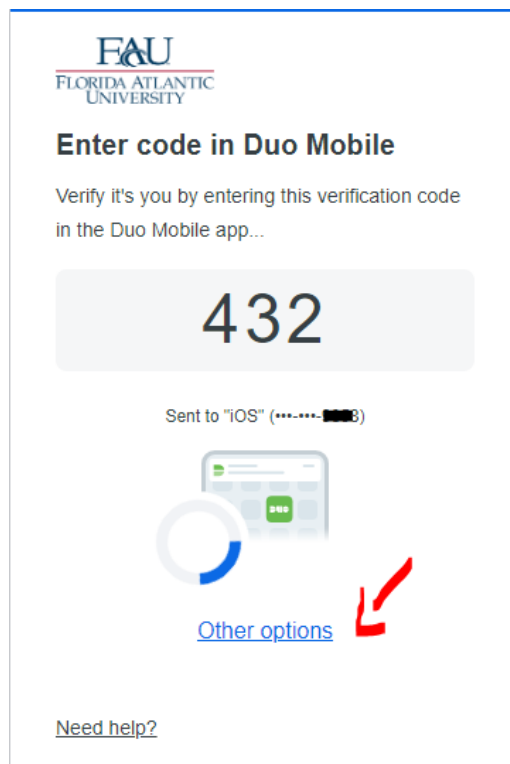 FAU
FLORIDA ATLANTIC
UNIVERSITY
Enter code in Duo Mobile
Verify it's you by entering this verification code
in the Duo Mobile app...
432
Sent to "iOS" (•••-•••-3)
DUO
Other options
Need help?